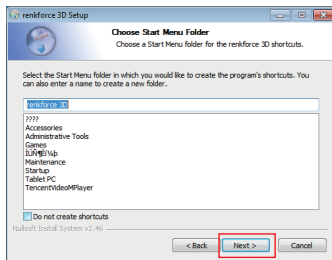 renkforce 3D Setup
Choose Start Menu Folder
Choose a Start Menu folder for the renkforce 3D shortcuts.
Select the Start Menu folder in which you would like to create the program's shortcuts. You
can also enter a name to create a new folder.
renkforce 3D
????
Accessories
Administrative Tools
Games
Maintenance
Startup
Tablet PC
TencentVideoMPlayer
Do not create shortcuts
Nullsoft Install System v2.46
< Back
Next >
Cancel